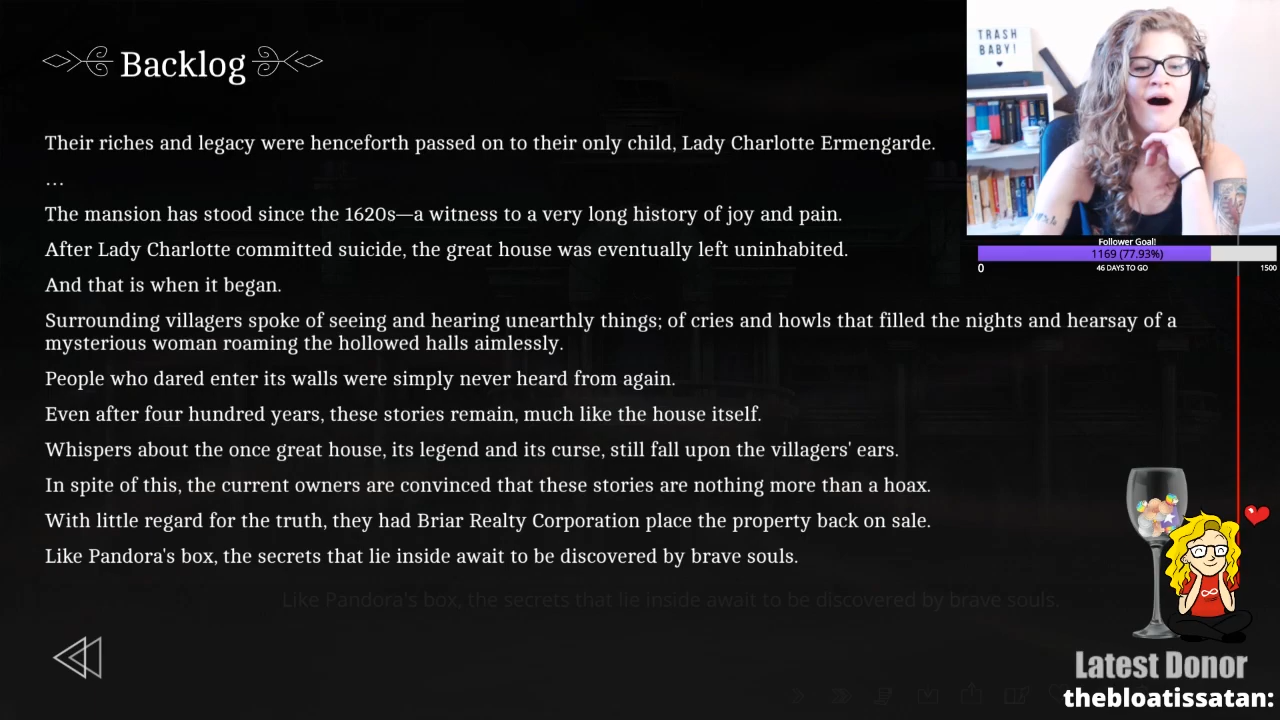 Backlog
TRASH
BABY!
Their riches and legacy were henceforth passed on to their only child, Lady Charlotte Ermengarde.
...
The mansion has stood since the 1620s—a witness to a very long history of joy and pain.
After Lady Charlotte committed suicide, the great house was eventually left uninhabited.
Follower Goal!
1169 (77.93%)
0
46 DAYS TO GO
1500
And that is when it began.
Surrounding villagers spoke of seeing and hearing unearthly things; of cries and howls that filled the nights and hearsay of a
mysterious woman roaming the hollowed halls aimlessly.
People who dared enter its walls were simply never heard from again.
Even after four hundred years, these stories remain, much like the house itself.
Whispers about the once great house, its legend and its curse, still fall upon the villagers' ears.
In spite of this, the current owners are convinced that these stories are nothing more than a hoax.
With little regard for the truth, they had Briar Realty Corporation place the property back on sale.
Like Pandora's box, the secrets that lie inside await to be discovered by brave souls.
Like Pandora's box, the secrets that lie inside await to be discovered by brave souls.
Latest Donor
thebloatissatan: